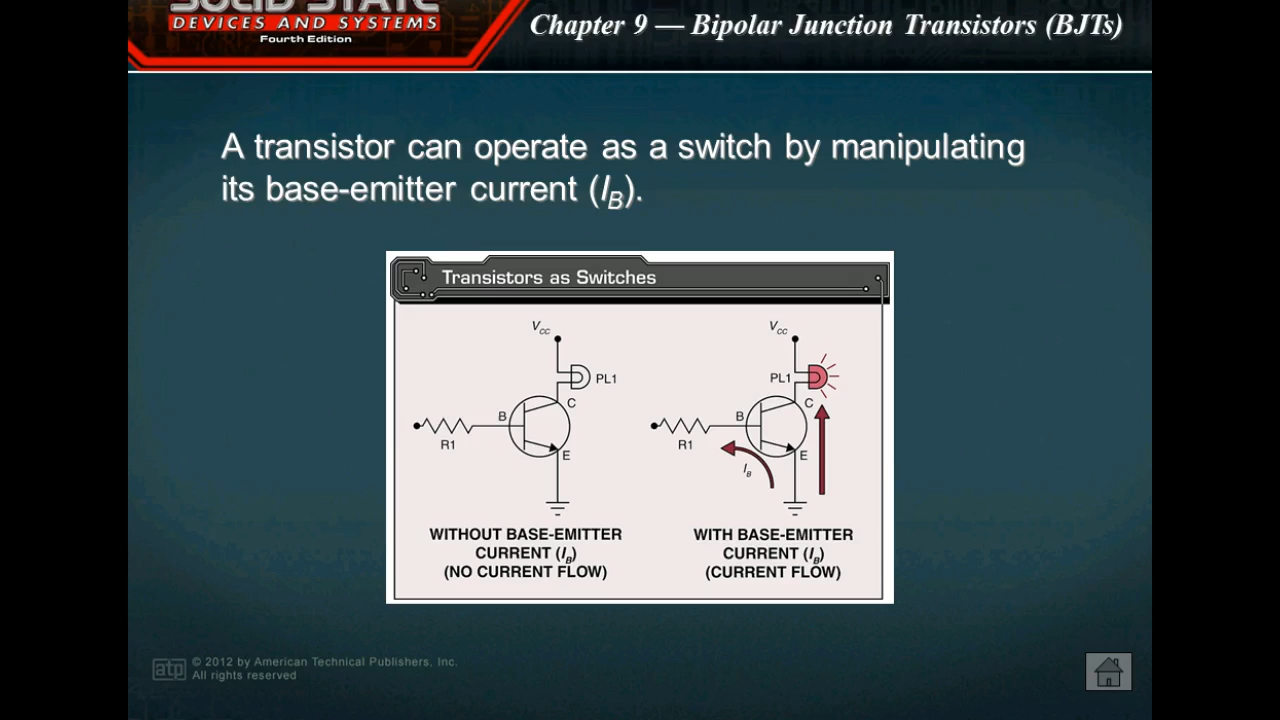 SOLID STATE
DEVICES AND SYSTEMS
Fourth Edition
Chapter 9 — Bipolar Junction Transistors (BJTs)
A transistor can operate as a switch by manipulating
its base-emitter current (IB).
Transistors as Switches
VCC
PL1
C
B
R1
E
WITHOUT BASE-EMITTER
CURRENT (IB)
(NO CURRENT FLOW)
VCC
PL1
C
B
R1
E
IB
WITH BASE-EMITTER
CURRENT (IB)
(CURRENT FLOW)
atp
© 2012 by American Technical Publishers, Inc.
All rights reserved